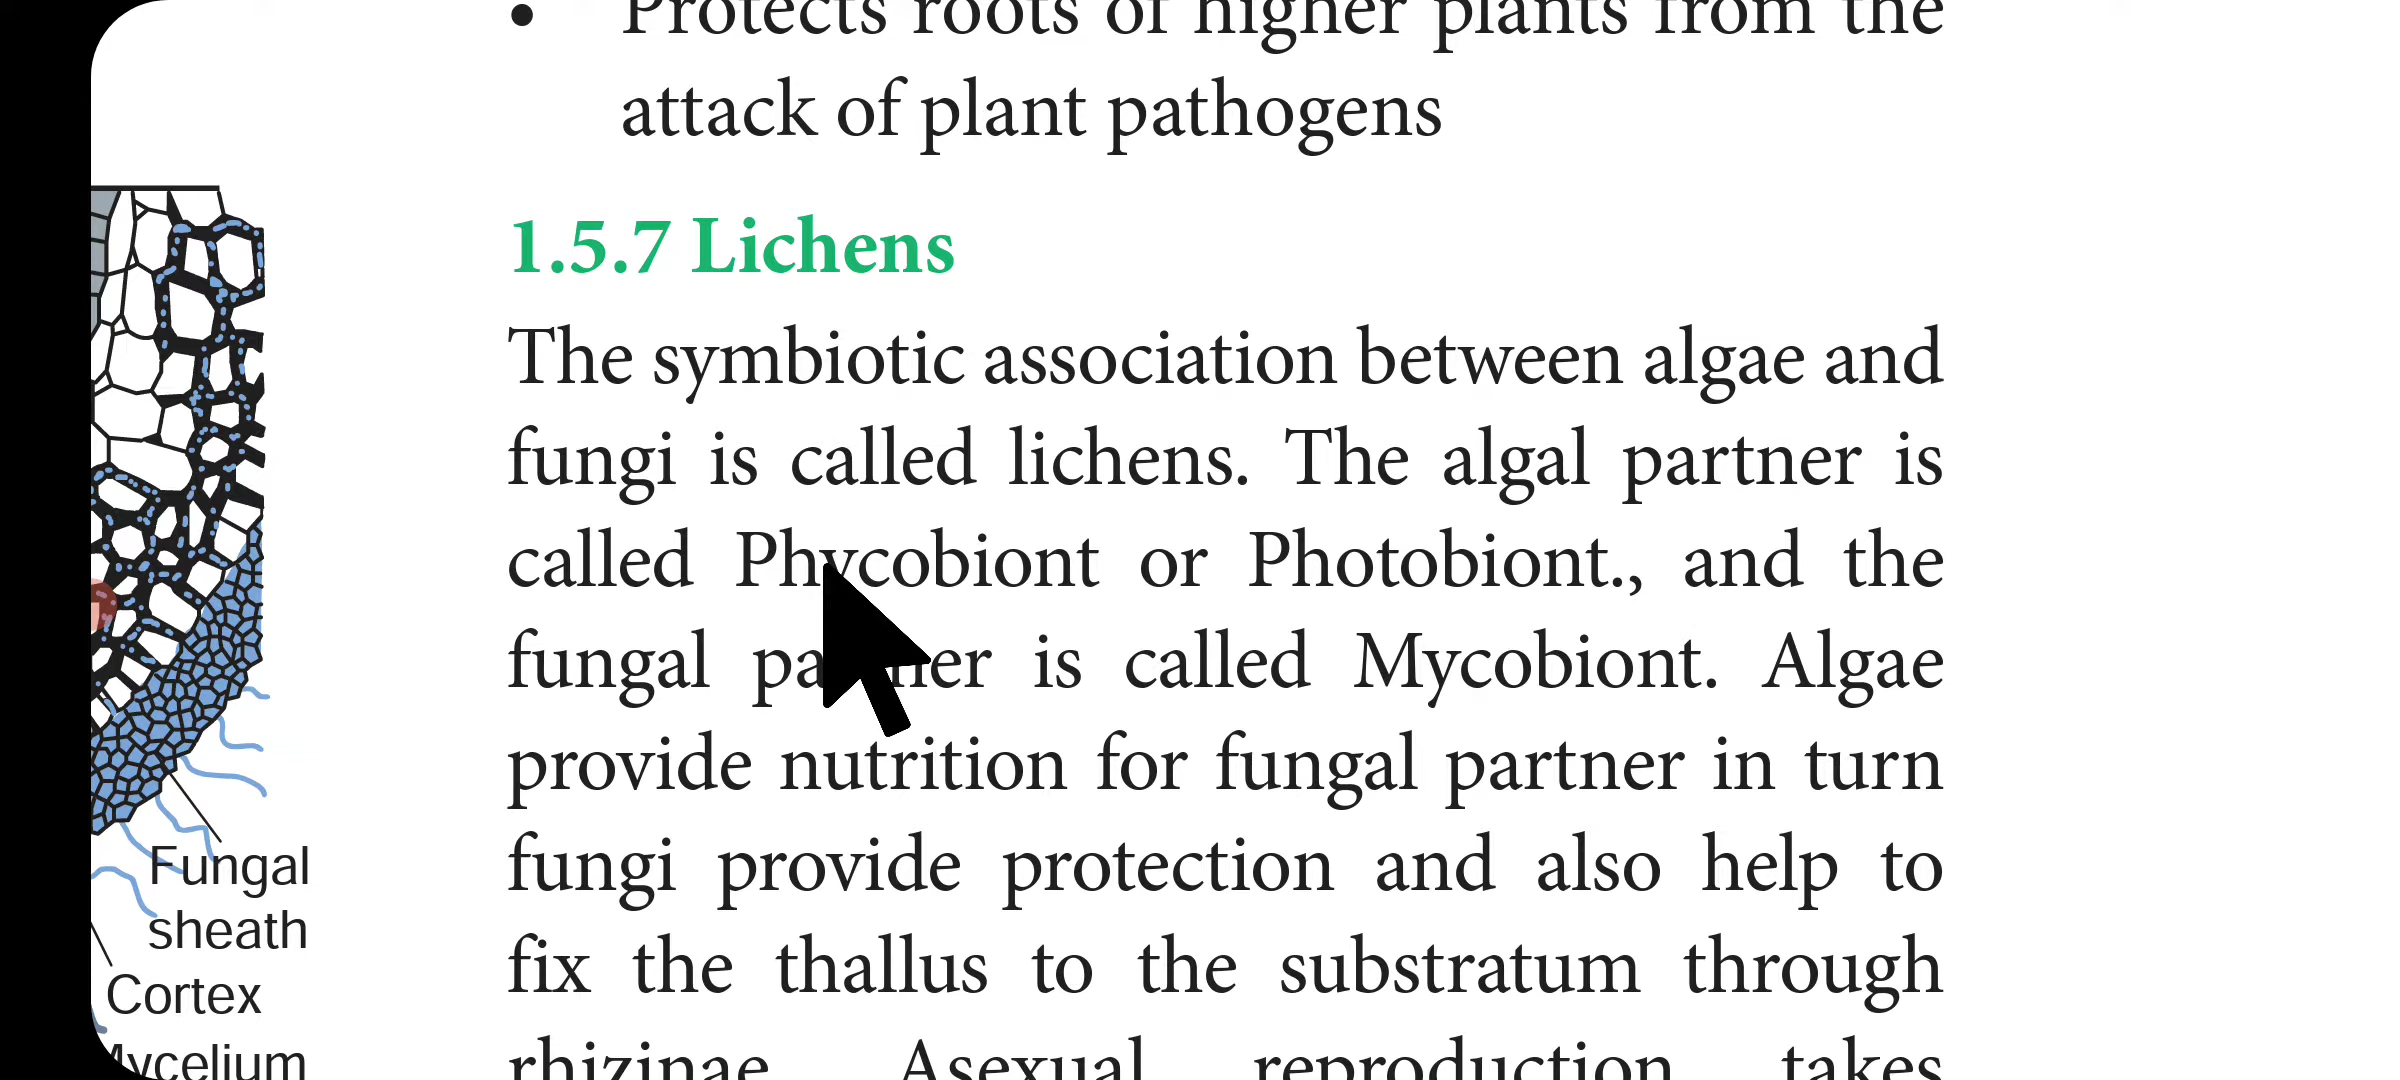 • Protects roots of higher plants from the
attack of plant pathogens
1.5.7 Lichens
The symbiotic association between algae and
fungi is called lichens. The algal partner is
called Phycobiont or Photobiont., and the
fungal partner is called Mycobiont. Algae
provide nutrition for fungal partner in turn
fungi provide protection and also help to
fix the thallus to the substratum through
rhizinae. Asexual reproduction takes
Fungal
sheath
Cortex
Mycelium